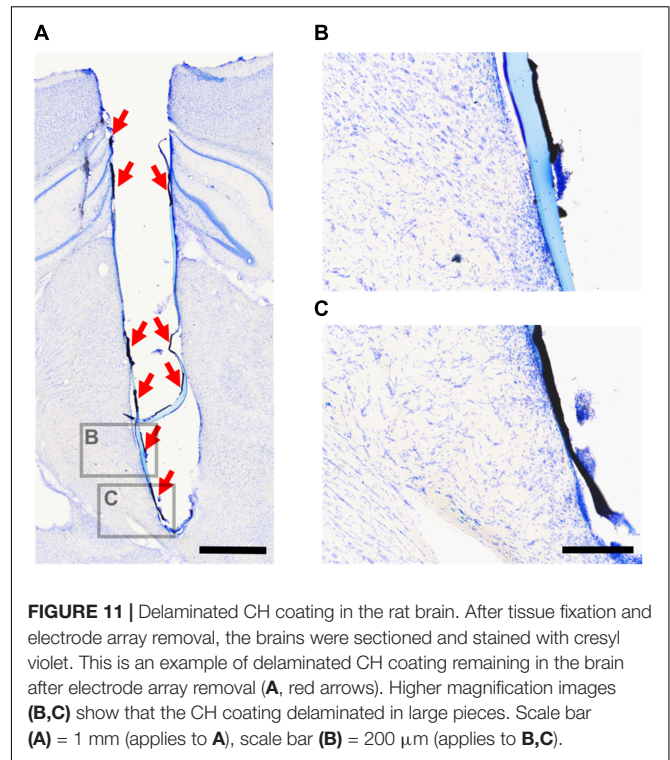 A
B
B
C
C
FIGURE 11 | Delaminated CH coating in the rat brain. After tissue fixation and
electrode array removal, the brains were sectioned and stained with cresyl
violet. This is an example of delaminated CH coating remaining in the brain
after electrode array removal (A, red arrows). Higher magnification images
(B,C) show that the CH coating delaminated in large pieces. Scale bar
(A) = 1 mm (applies to A), scale bar (B) = 200 μm (applies to B,C).